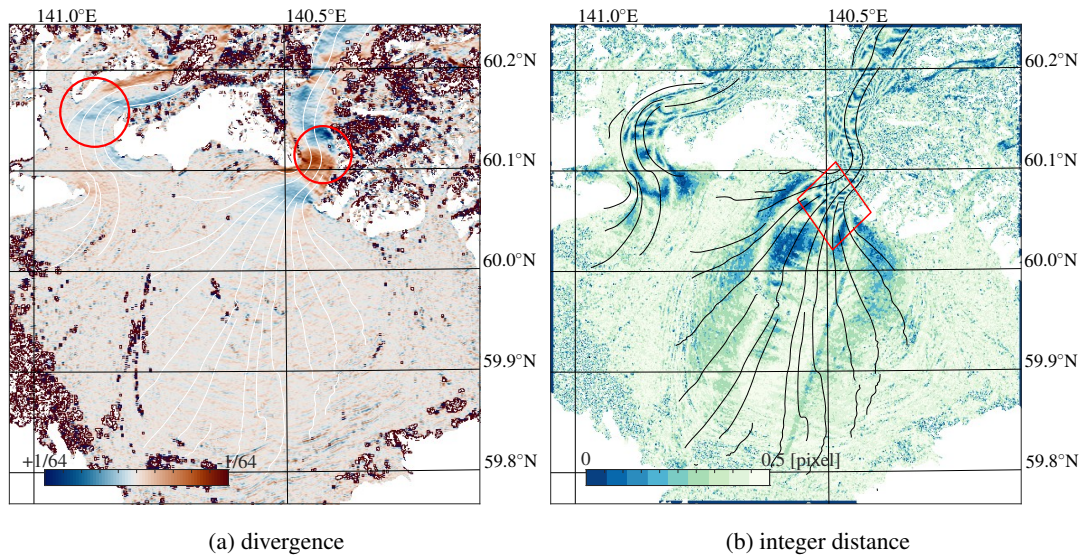 141.0°E 140.5°E 141.0°E 140.5°E
60.2°N 60.2°N
60.1°N 60.1°N
60.0°N 60.0°N
59.9°N 59.9°N
59.8°N 59.8°N
+1/64 -1/64 0 0.5 [pixel]
(a) divergence (b) integer distance